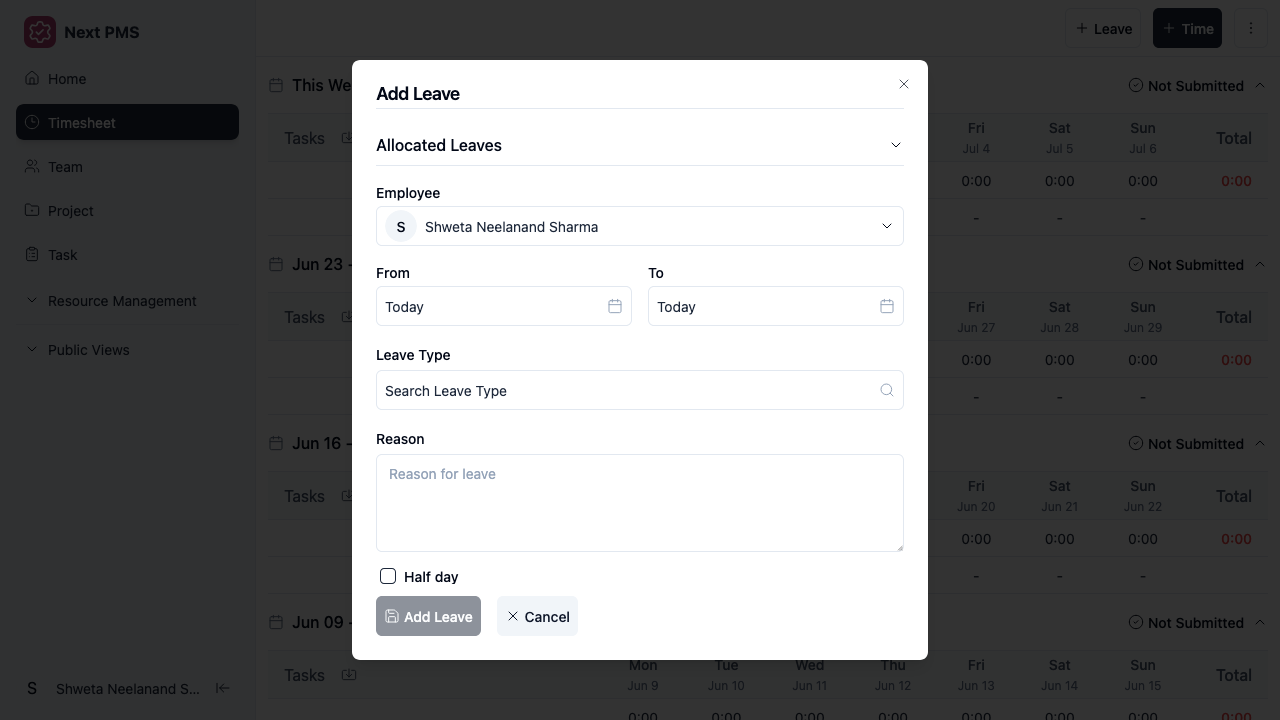 Next PMS
Home
Timesheet
Team
Project
Task
Resource Management
Public Views
S Shweta Neelanand S...
Leave
Time
This We
Not Submitted
Tasks Fri Sat Sun Total
Jul 4 Jul 5 Jul 6
0:00 0:00 0:00 0:00
- - -
Jun 23 -
Not Submitted
Tasks Fri Sat Sun Total
Jun 27 Jun 28 Jun 29
0:00 0:00 0:00 0:00
- - -
Jun 16 -
Not Submitted
Tasks Fri Sat Sun Total
Jun 20 Jun 21 Jun 22
0:00 0:00 0:00 0:00
- - -
Jun 09 -
Not Submitted
Tasks Mon Tue Wed Thu Fri Sat Sun Total
Jun 9 Jun 10 Jun 11 Jun 12 Jun 13 Jun 14 Jun 15
0:00 0:00 0:00 0:00 0:00 0:00 0:00 0:00
Add Leave
Allocated Leaves
Employee
S Shweta Neelanand Sharma
From To
Today Today
Leave Type
Search Leave Type
Reason
Reason for leave
Half day
Add Leave Cancel